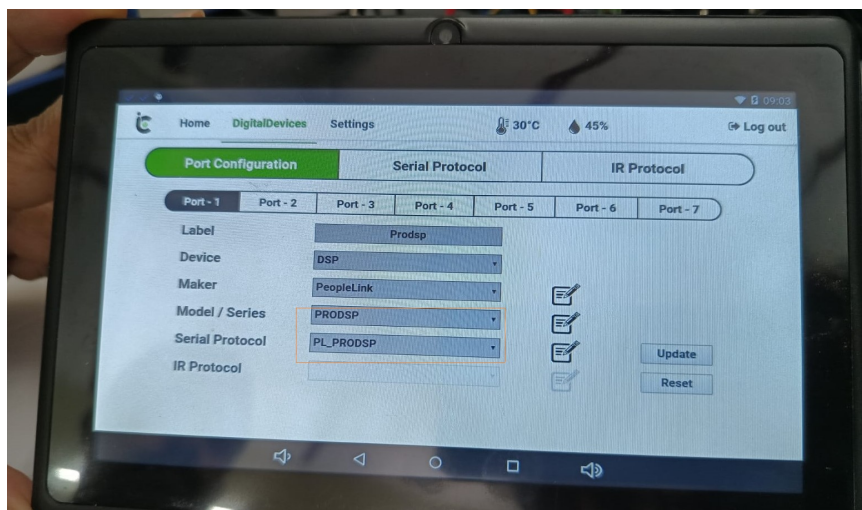 09:03
Home DigitalDevices Settings 30°C 45% Log out
Port Configuration Serial Protocol IR Protocol
Port - 1 Port - 2 Port - 3 Port - 4 Port - 5 Port - 6 Port - 7
Label Prodsp
Device DSP
Maker PeopleLink
Model / Series PRODSP
Serial Protocol PL_PRODSP
Update
IR Protocol
Reset